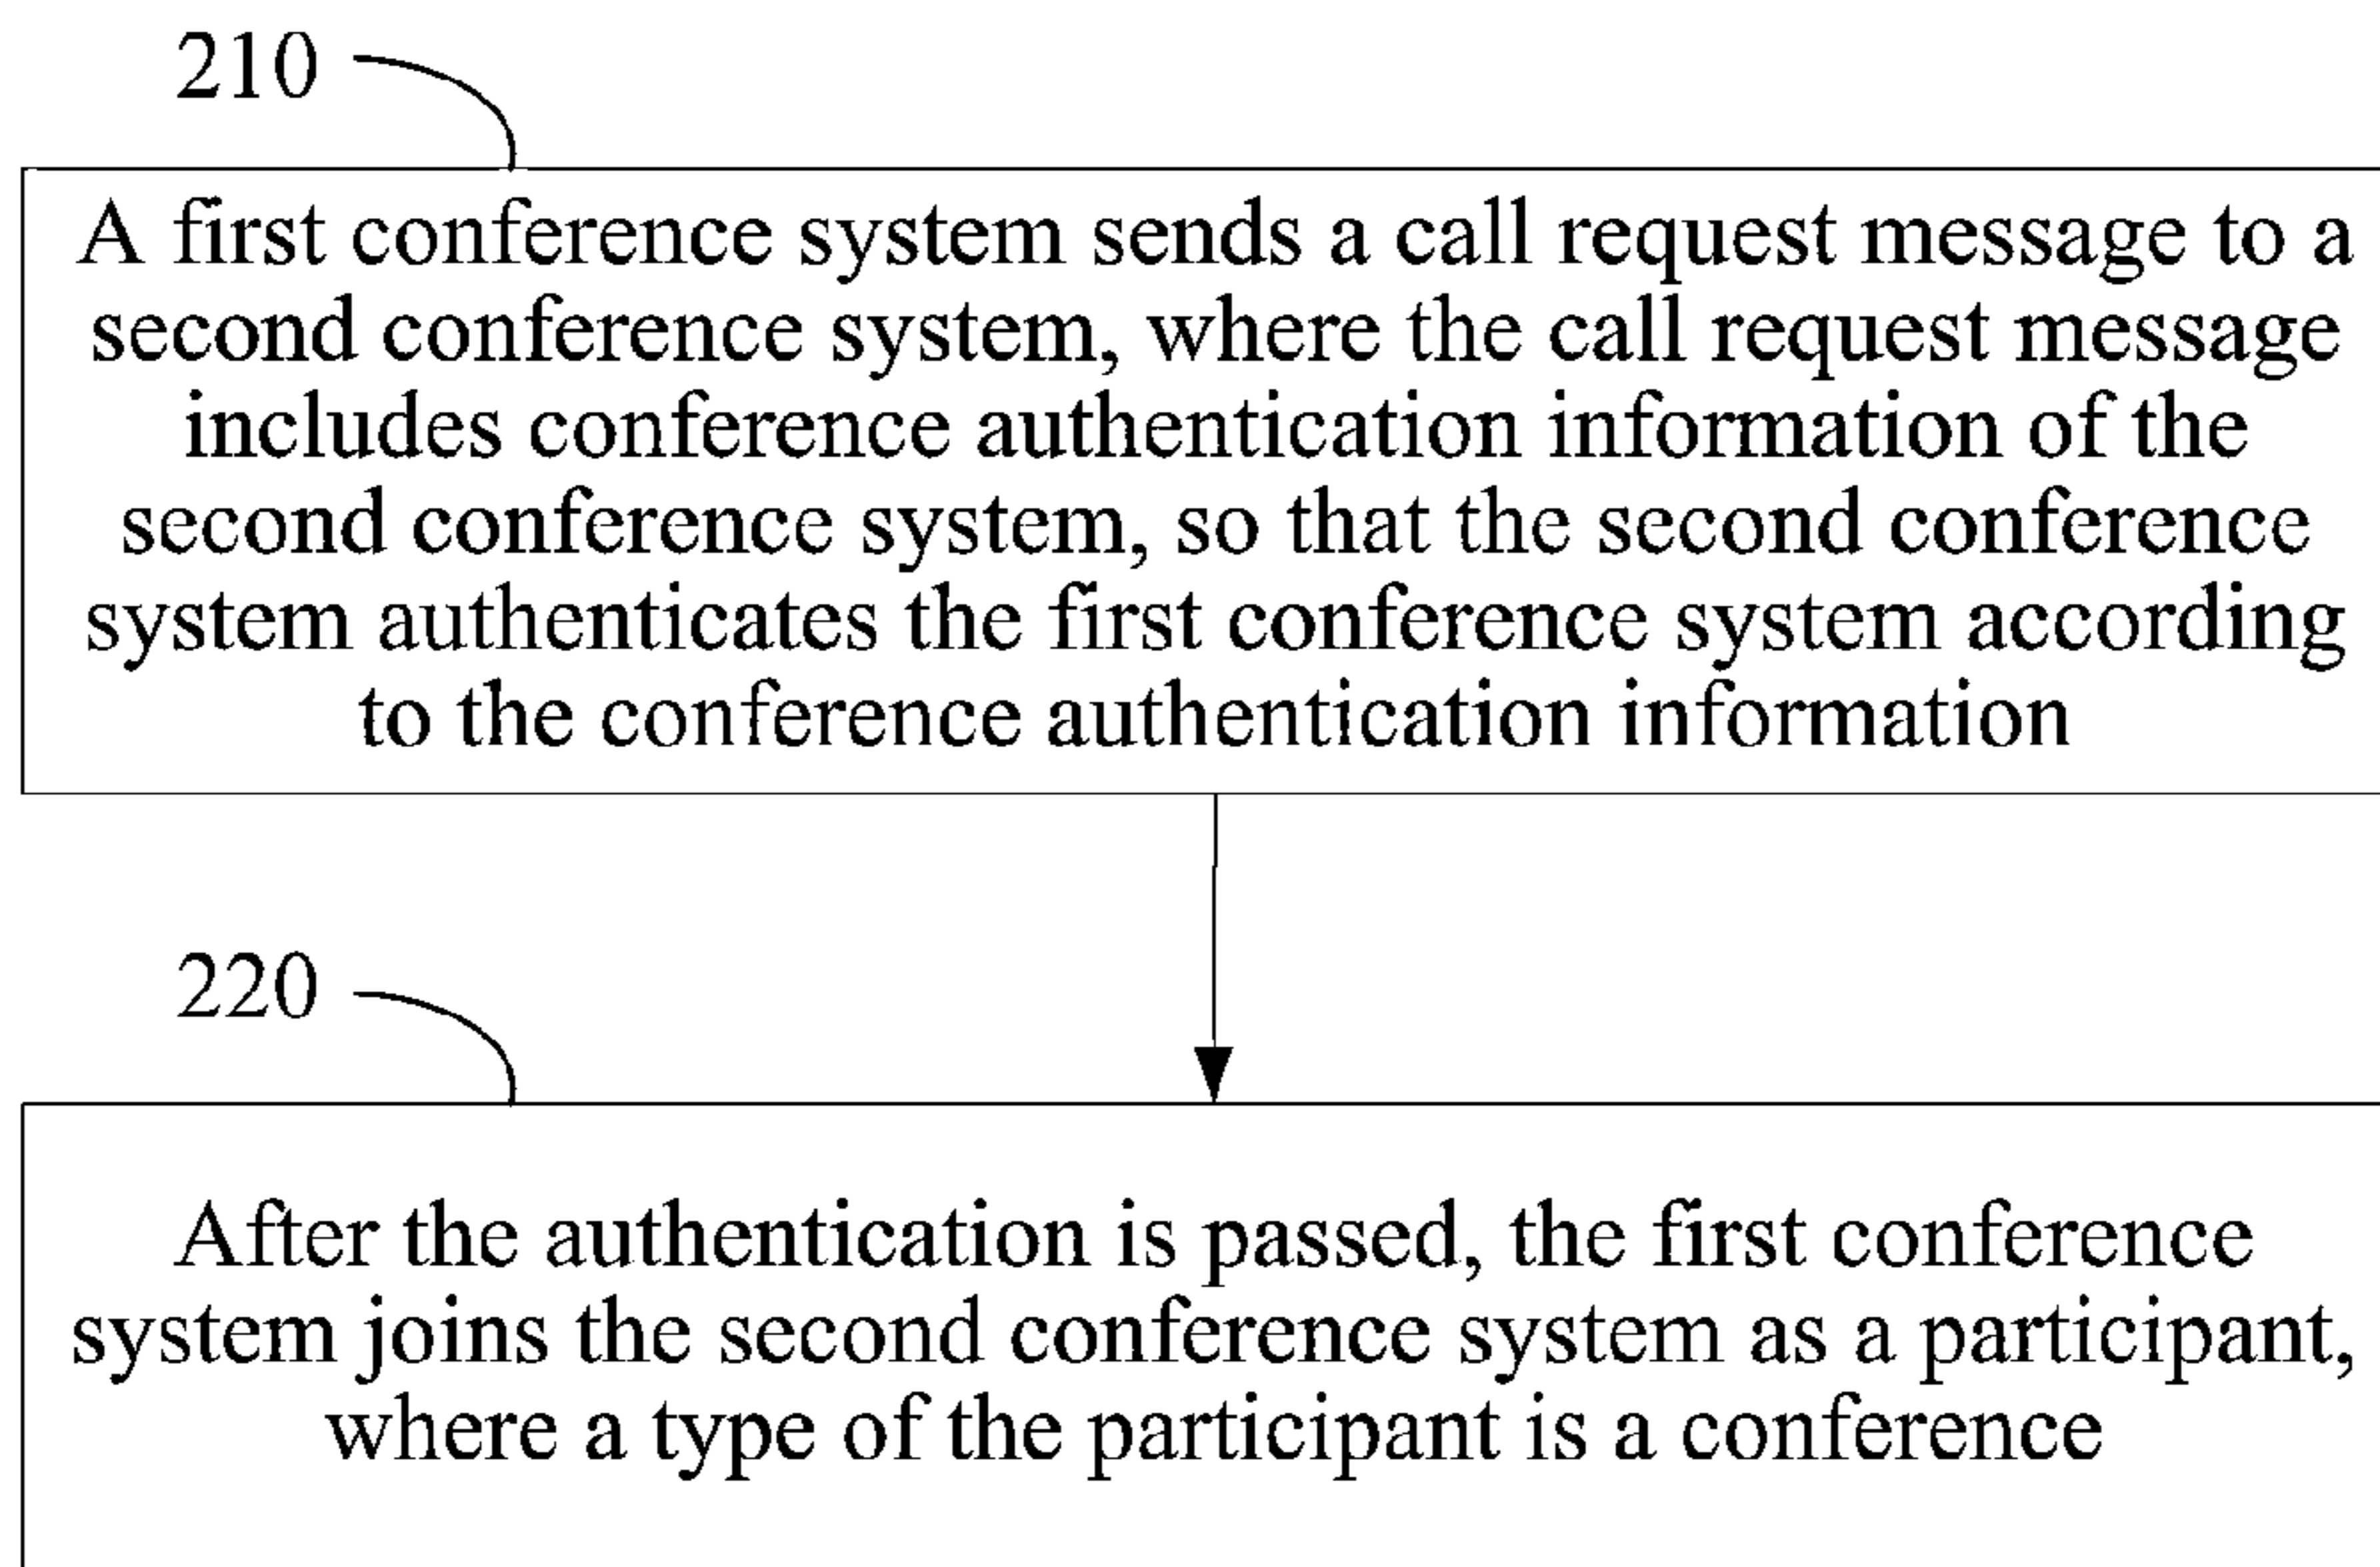 210
A first conference system sends a call request message to a
second conference system, where the call request message
includes conference authentication information of the
second conference system, so that the second conference
system authenticates the first conference system according
to the conference authentication information
220
After the authentication is passed, the first conference
system joins the second conference system as a participant,
where a type of the participant is a conference